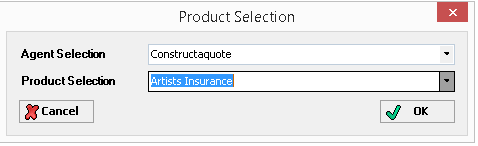 Product Selection
Agent Selection Constructaquote
Product Selection Artists Insurance
Cancel OK